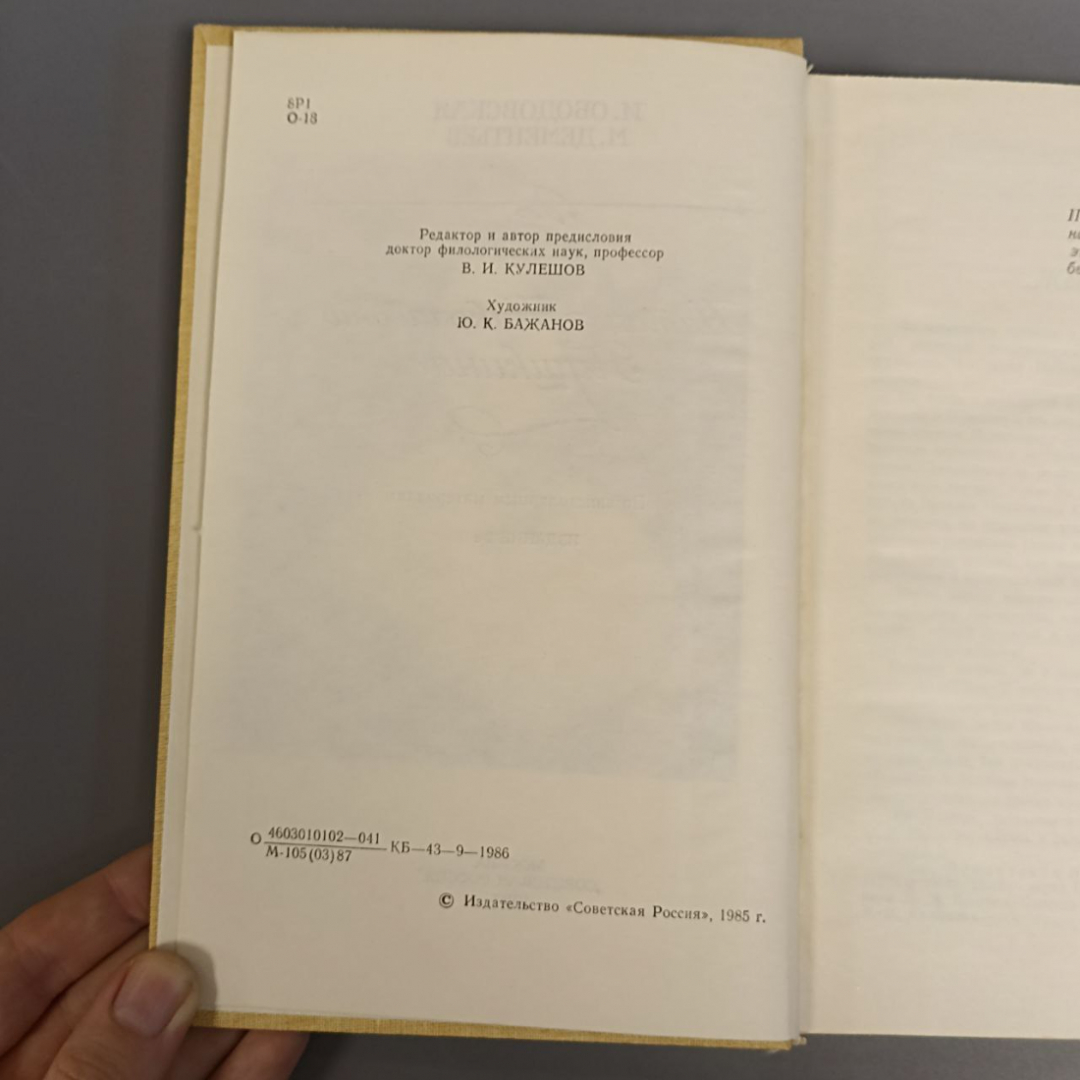 8Р1
О-18
Редактор и автор предисловия
доктор филологических наук, профессор
В. И. КУЛЕШОВ
Художник
Ю. К. БАЖАНОВ
О 4603010102—041
М-105(03)87 КБ—43—9—1986
© Издательство «Советская Россия», 1985 г.